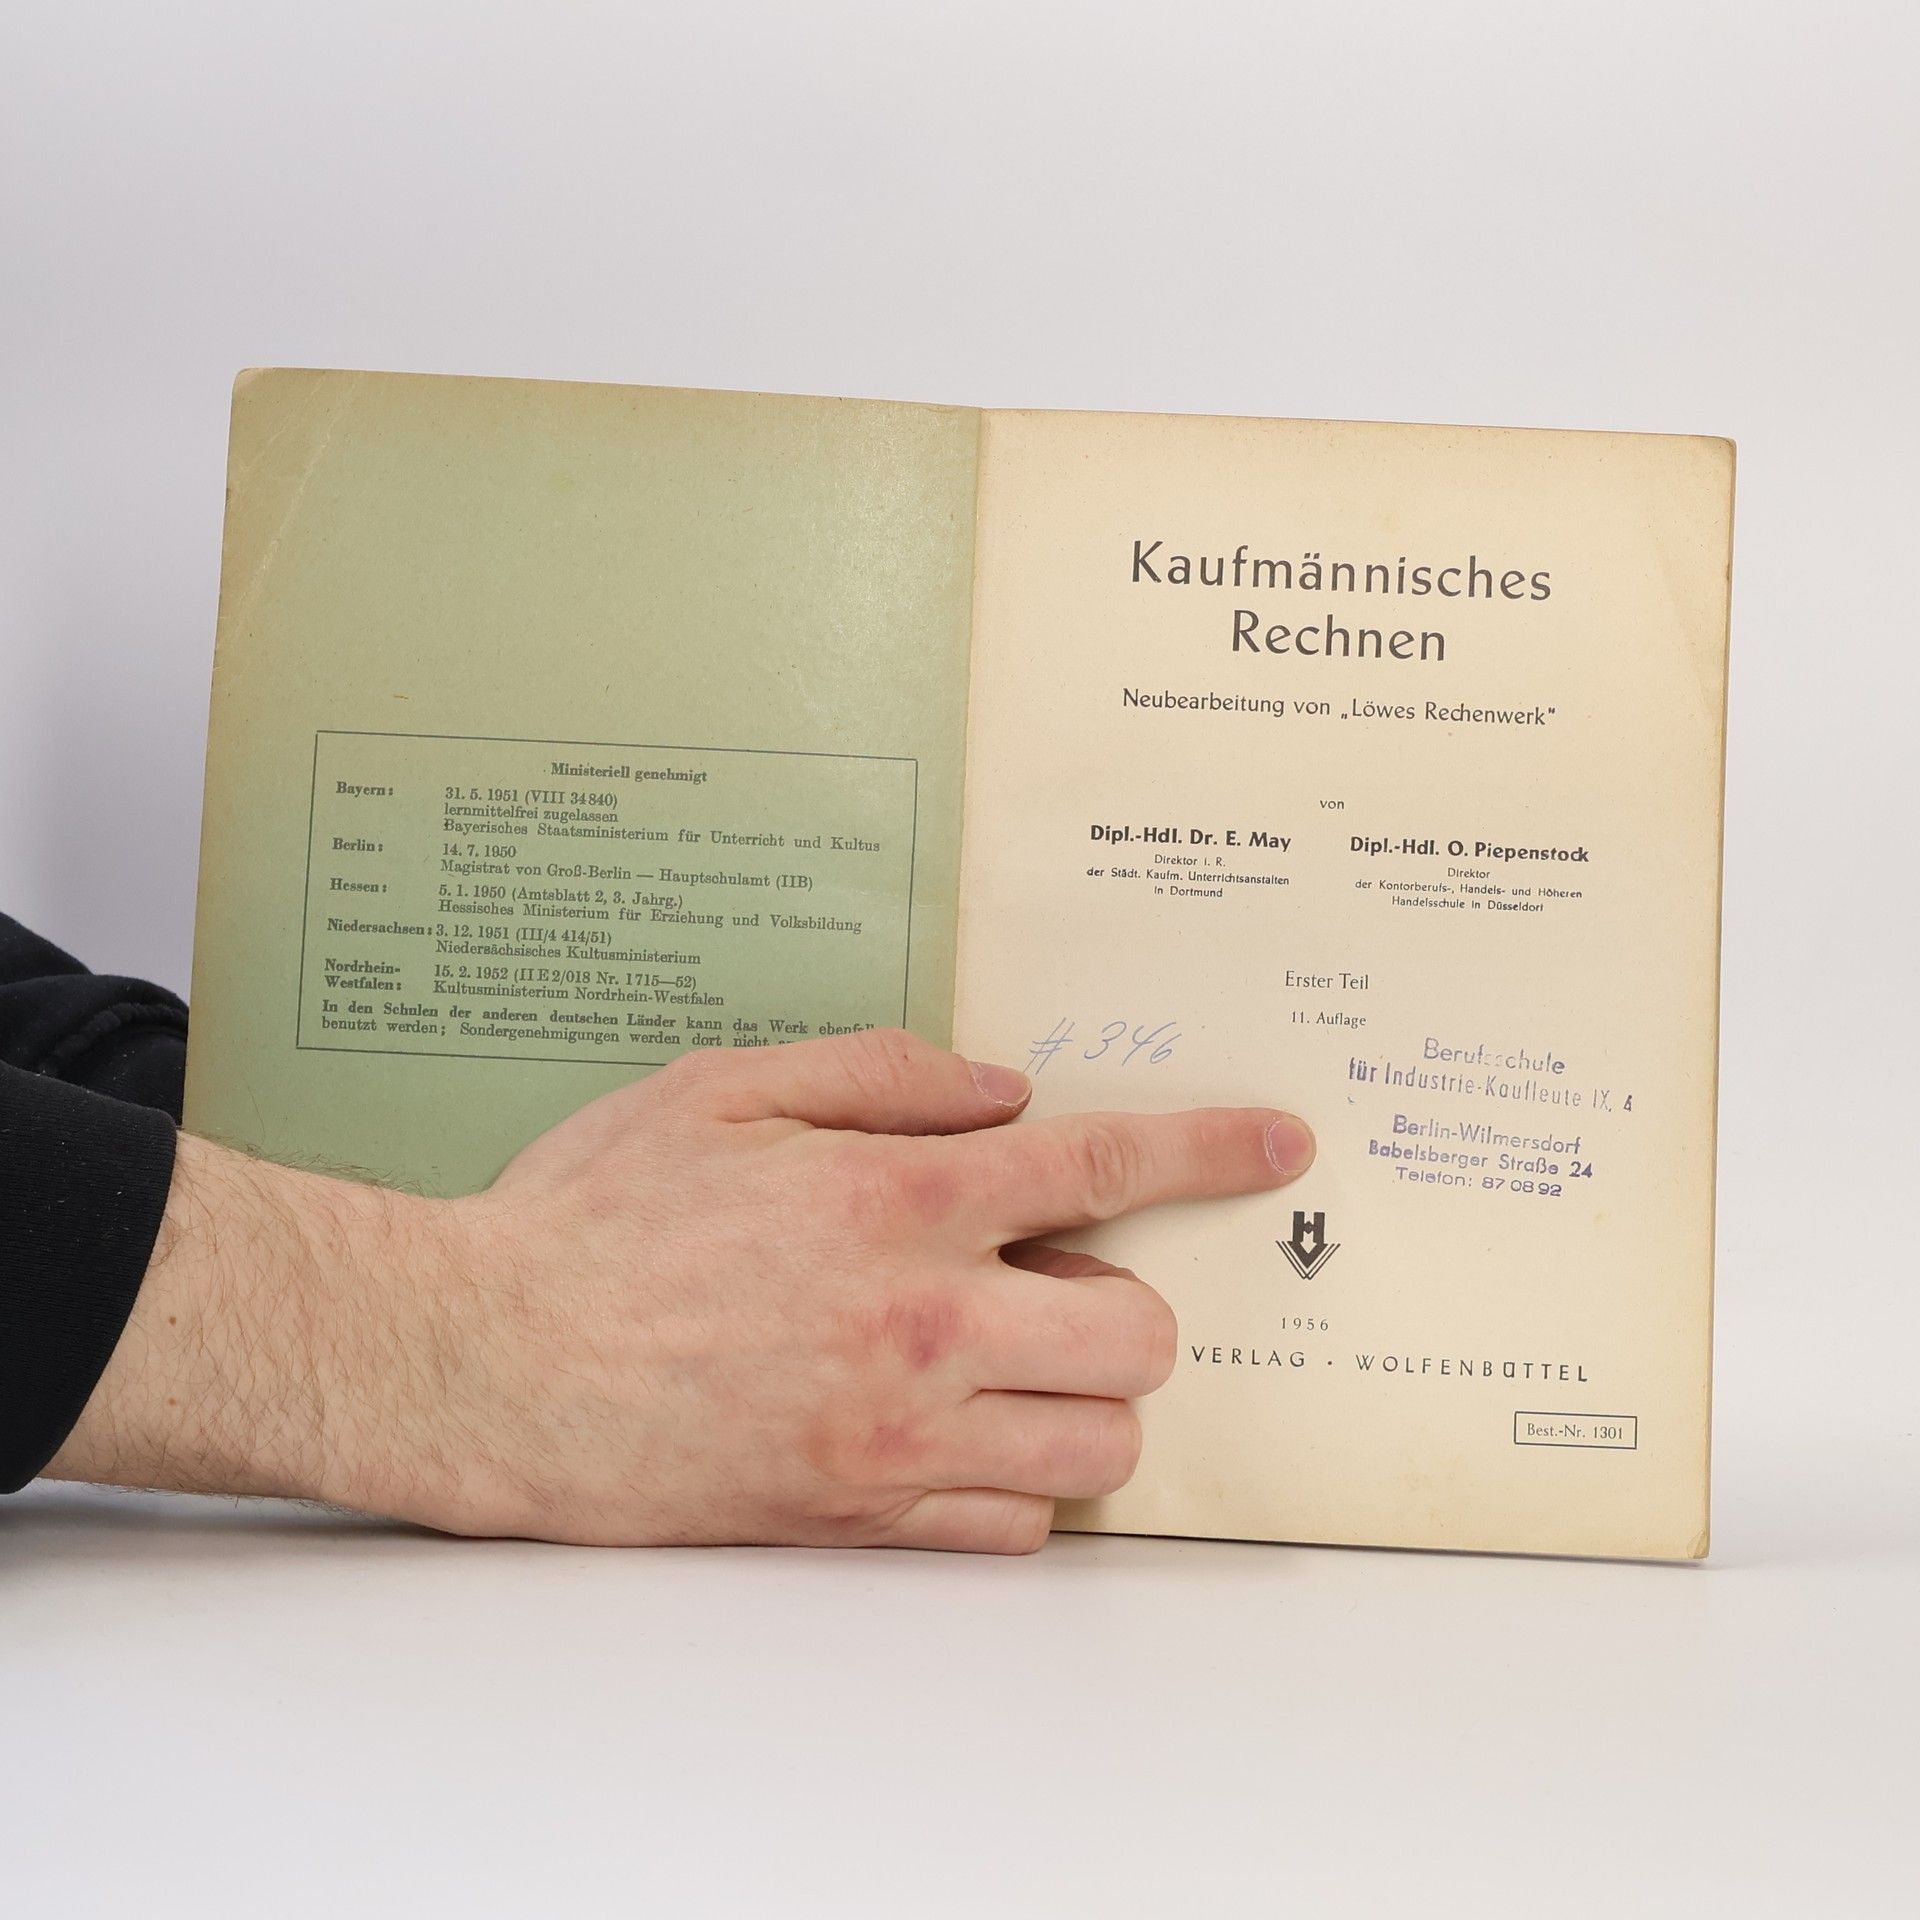 Ministeriell genehmigt
Bayern: 31. 5. 1951 (VIII 34840)
lernmittelfrei zugelassen
Bayerisches Staatsministerium für Unterricht und Kultus
Berlin: 14. 7. 1950
Magistrat von Groß-Berlin — Hauptschulamt (IIB)
Hessen: 5. 1. 1950 (Amtsblatt 2, 3. Jahrg.)
Hessisches Ministerium für Erziehung und Volksbildung
Niedersachsen: 3. 12. 1951 (III/4 414/51)
Niedersächsisches Kultusministerium
Nordrhein- 15. 2. 1952 (II E 2/018 Nr. 1715—52)
Westfalen: Kultusministerium Nordrhein-Westfalen
In den Schulen der anderen deutschen Länder kann das Werk
benutzt werden; Sondergenehmigungen werden dort nicht
Kaufmännisches
Rechnen
Neubearbeitung von „Löwes Rechenwerk"
von
Dipl.-Hdl. Dr. E. May
Direktor i. R.
der Städt. Kaufm. Unterrichtsanstalten
in Dortmund
Dipl.-Hdl. O. Piepenstock
Direktor
der Kontorberufs-, Handels- und Höheren
Handelsschule in Düsseldorf
Erster Teil
11. Auflage
# 346
Berufsschule
für Industrie-Kaufleute IX, 4
Berlin-Wilmersdorf
Babelsberger Straße 24
Telefon: 87 08 92
1956
VERLAG · WOLFENBÜTTEL
Best.-Nr. 1301